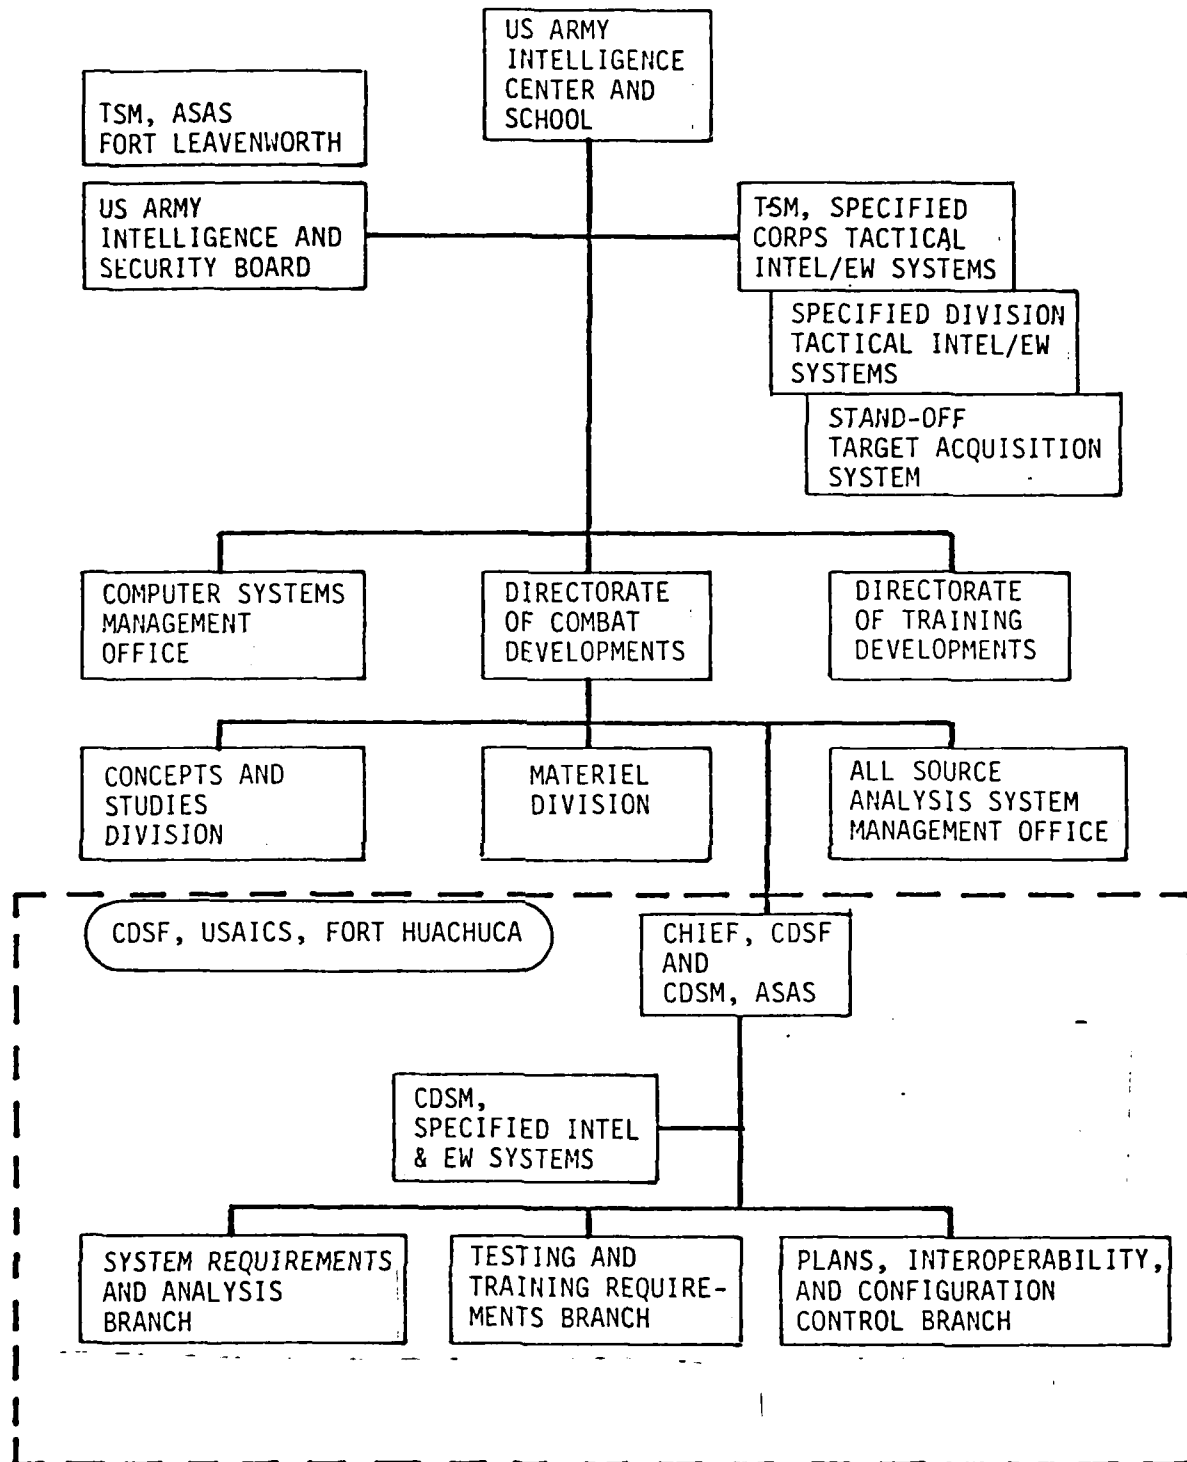 US ARMY
INTELLIGENCE
CENTER AND
SCHOOL
TSM, ASAS
FORT LEAVENWORTH
US ARMY
INTELLIGENCE AND
SECURITY BOARD
TSM, SPECIFIED
CORPS TACTICAL
INTEL/EW SYSTEMS
SPECIFIED DIVISION
TACTICAL INTEL/EW
SYSTEMS
STAND-OFF
TARGET ACQUISITION
SYSTEM
COMPUTER SYSTEMS
MANAGEMENT
OFFICE
DIRECTORATE
OF COMBAT
DEVELOPMENTS
DIRECTORATE
OF TRAINING
DEVELOPMENTS
CONCEPTS AND
STUDIES
DIVISION
MATERIEL
DIVISION
ALL SOURCE
ANALYSIS SYSTEM
MANAGEMENT OFFICE
CDSF, USAICS, FORT HUACHUCA
CHIEF, CDSF
AND
CDSM, ASAS
CDSM,
SPECIFIED INTEL
& EW SYSTEMS
SYSTEM REQUIREMENTS
AND ANALYSIS
BRANCH
TESTING AND
TRAINING REQUIRE-
MENTS BRANCH
PLANS, INTEROPERABILITY,
AND CONFIGURATION
CONTROL BRANCH